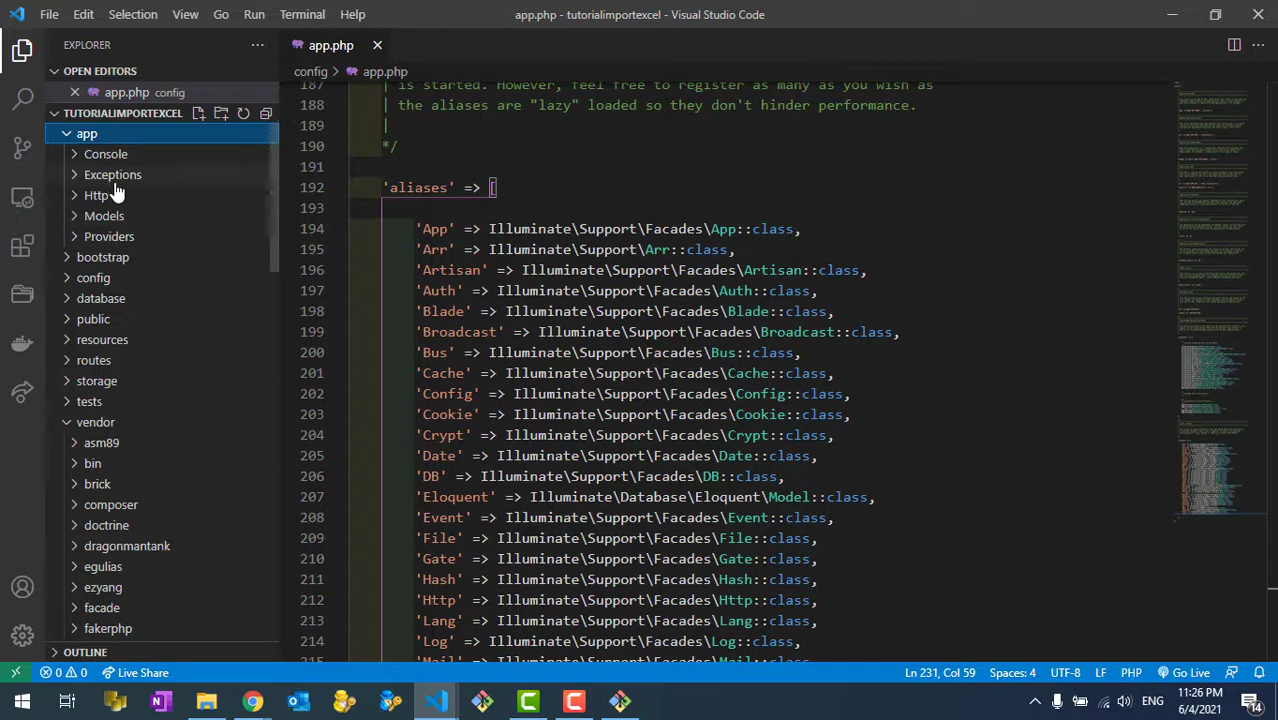 File Edit Selection View Go Run Terminal Help
app.php - tutorialimportexcel - Visual Studio Code
EXPLORER
OPEN EDITORS
app.php config
TUTORIALIMPORTEXCEL
app
Console
Exceptions
Http
Models
Providers
bootstrap
config
database
public
resources
routes
storage
tests
vendor
asm89
bin
brick
composer
doctrine
dragonmantank
egulias
ezyang
facade
fakerphp
OUTLINE
app.php
config > app.php
187 | is started. However, feel free to register as many as you wish as
188 | the aliases are "lazy" loaded so they don't hinder performance.
189 |
190 */
191
192 'aliases' => [
193
194 'App' => Illuminate\Support\Facades\App::class,
195 'Arr' => Illuminate\Support\Arr::class,
196 'Artisan' => Illuminate\Support\Facades\Artisan::class,
197 'Auth' => Illuminate\Support\Facades\Auth::class,
198 'Blade' => Illuminate\Support\Facades\Blade::class,
199 'Broadcast' => Illuminate\Support\Facades\Broadcast::class,
200 'Bus' => Illuminate\Support\Facades\Bus::class,
201 'Cache' => Illuminate\Support\Facades\Cache::class,
202 'Config' => Illuminate\Support\Facades\Config::class,
203 'Cookie' => Illuminate\Support\Facades\Cookie::class,
204 'Crypt' => Illuminate\Support\Facades\Crypt::class,
205 'Date' => Illuminate\Support\Facades\Date::class,
206 'DB' => Illuminate\Support\Facades\DB::class,
207 'Eloquent' => Illuminate\Database\Eloquent\Model::class,
208 'Event' => Illuminate\Support\Facades\Event::class,
209 'File' => Illuminate\Support\Facades\File::class,
210 'Gate' => Illuminate\Support\Facades\Gate::class,
211 'Hash' => Illuminate\Support\Facades\Hash::class,
212 'Http' => Illuminate\Support\Facades\Http::class,
213 'Lang' => Illuminate\Support\Facades\Lang::class,
214 'Log' => Illuminate\Support\Facades\Log::class,
215 'Mail' => Illuminate\Support\Facades\Mail::class,
0 0 Live Share
Ln 231, Col 59 Spaces: 4 UTF-8 LF PHP Go Live
ENG
11:26 PM
6/4/2021
14